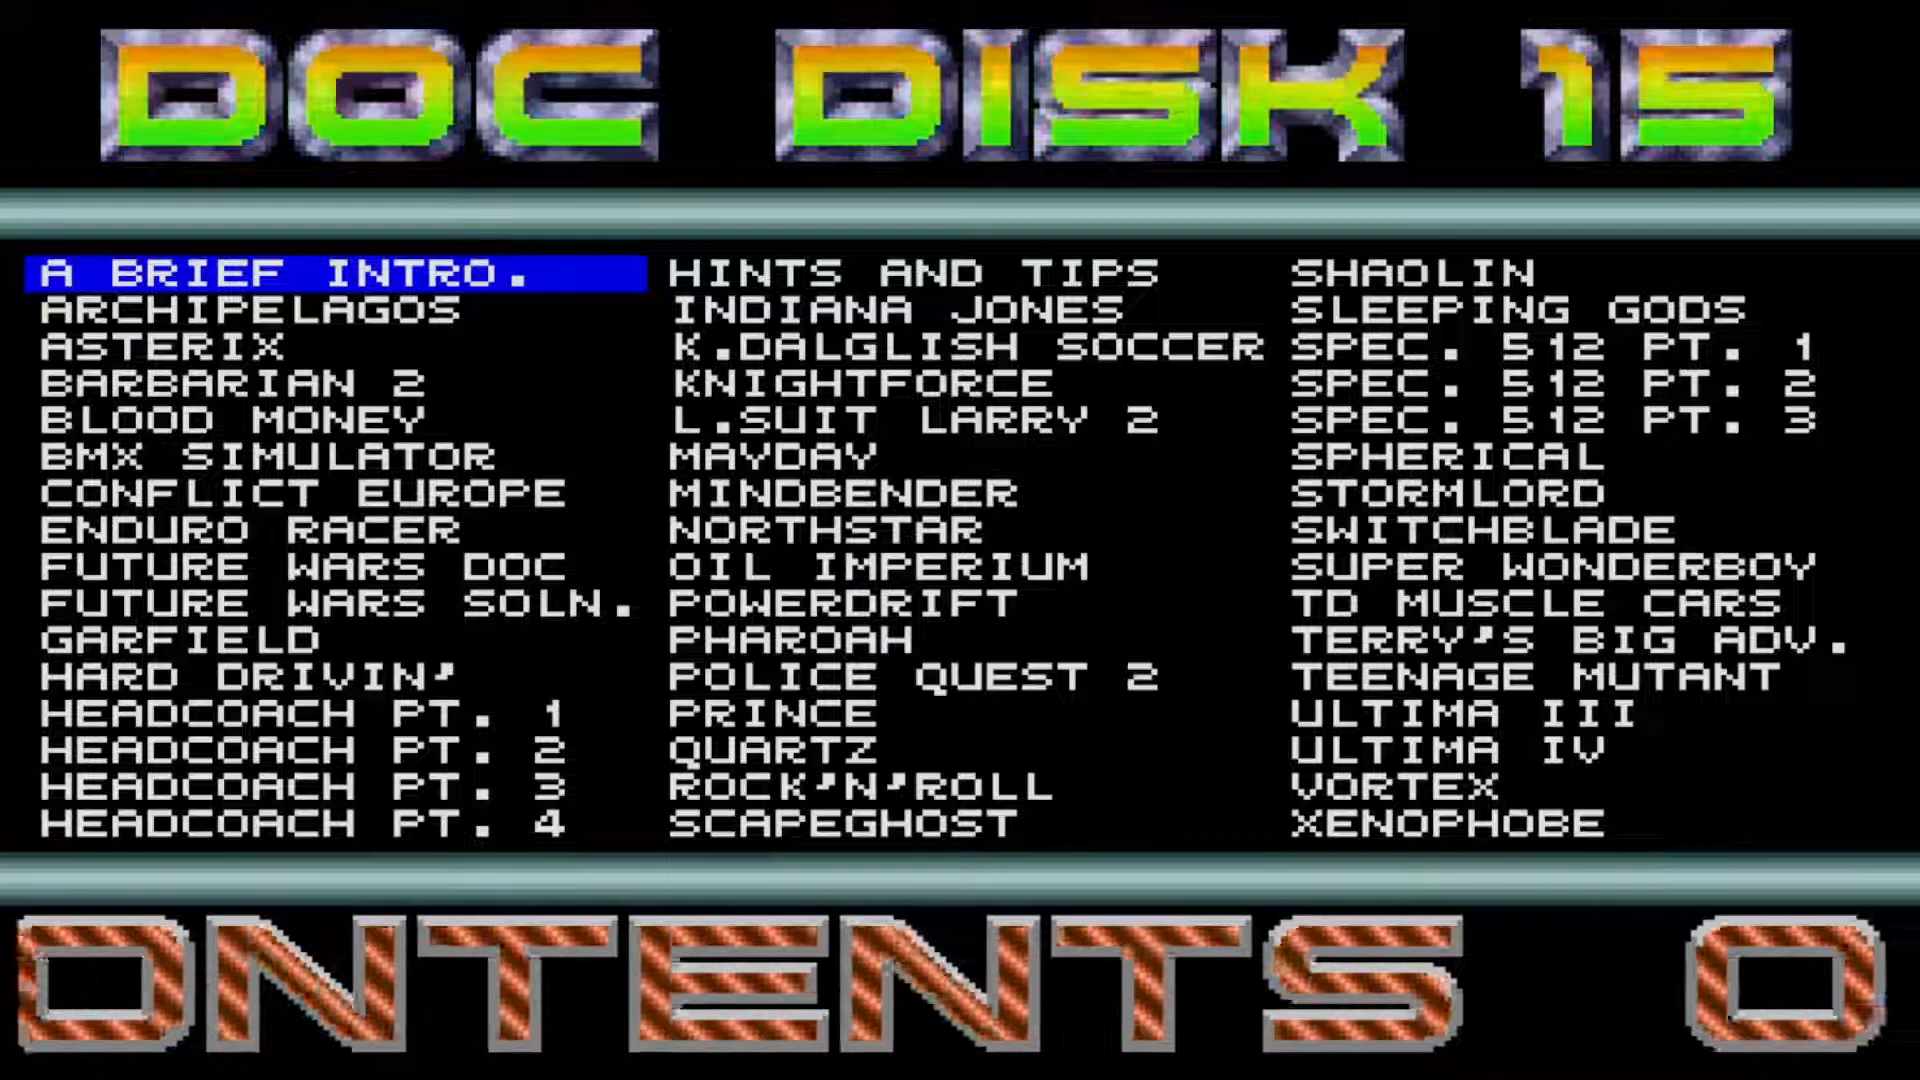 DOC DISK 15
A BRIEF INTRO.
ARCHIPELAGOS
ASTERIX
BARBARIAN 2
BLOOD MONEY
BMX SIMULATOR
CONFLICT EUROPE
ENDURO RACER
FUTURE WARS DOC
FUTURE WARS SOLN.
GARFIELD
HARD DRIVIN'
HEADCOACH PT. 1
HEADCOACH PT. 2
HEADCOACH PT. 3
HEADCOACH PT. 4
HINTS AND TIPS
INDIANA JONES
K.DALGLISH SOCCER
KNIGHTFORCE
L.SUIT LARRY 2
MAYDAY
MINDBENDER
NORTHSTAR
OIL IMPERIUM
POWERDRIFT
PHAROAH
POLICE QUEST 2
PRINCE
QUARTZ
ROCK'N'ROLL
SCAPEGHOST
SHAOLIN
SLEEPING GODS
SPEC. 512 PT. 1
SPEC. 512 PT. 2
SPEC. 512 PT. 3
SPHERICAL
STORMLORD
SWITCHBLADE
SUPER WONDERBOY
TD MUSCLE CARS
TERRY'S BIG ADV.
TEENAGE MUTANT
ULTIMA III
ULTIMA IV
VORTEX
XENOPHOBE
ONTENTS O